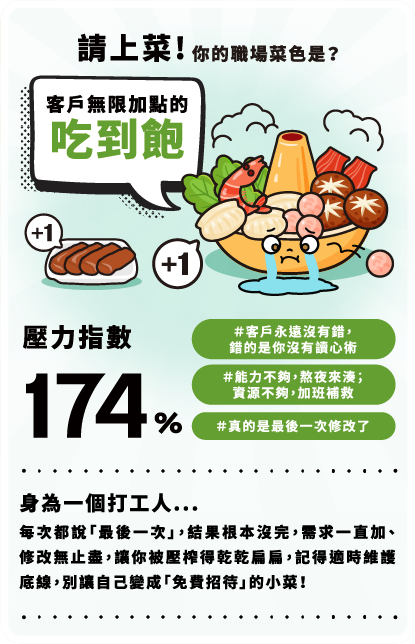 請上菜！你的職場菜色是？
客戶無限加點的
吃到飽
+1
+1
壓力指數
174%
#客戶永遠沒有錯，
錯的是你沒有讀心術
#能力不夠，熬夜來湊；
資源不夠，加班補救
#真的是最後一次修改了
身為一個打工人...
每次都說「最後一次」，結果根本沒完，需求一直加、
修改無止盡，讓你被壓榨得乾乾扁扁，記得適時維護
底線，別讓自己變成「免費招待」的小菜！